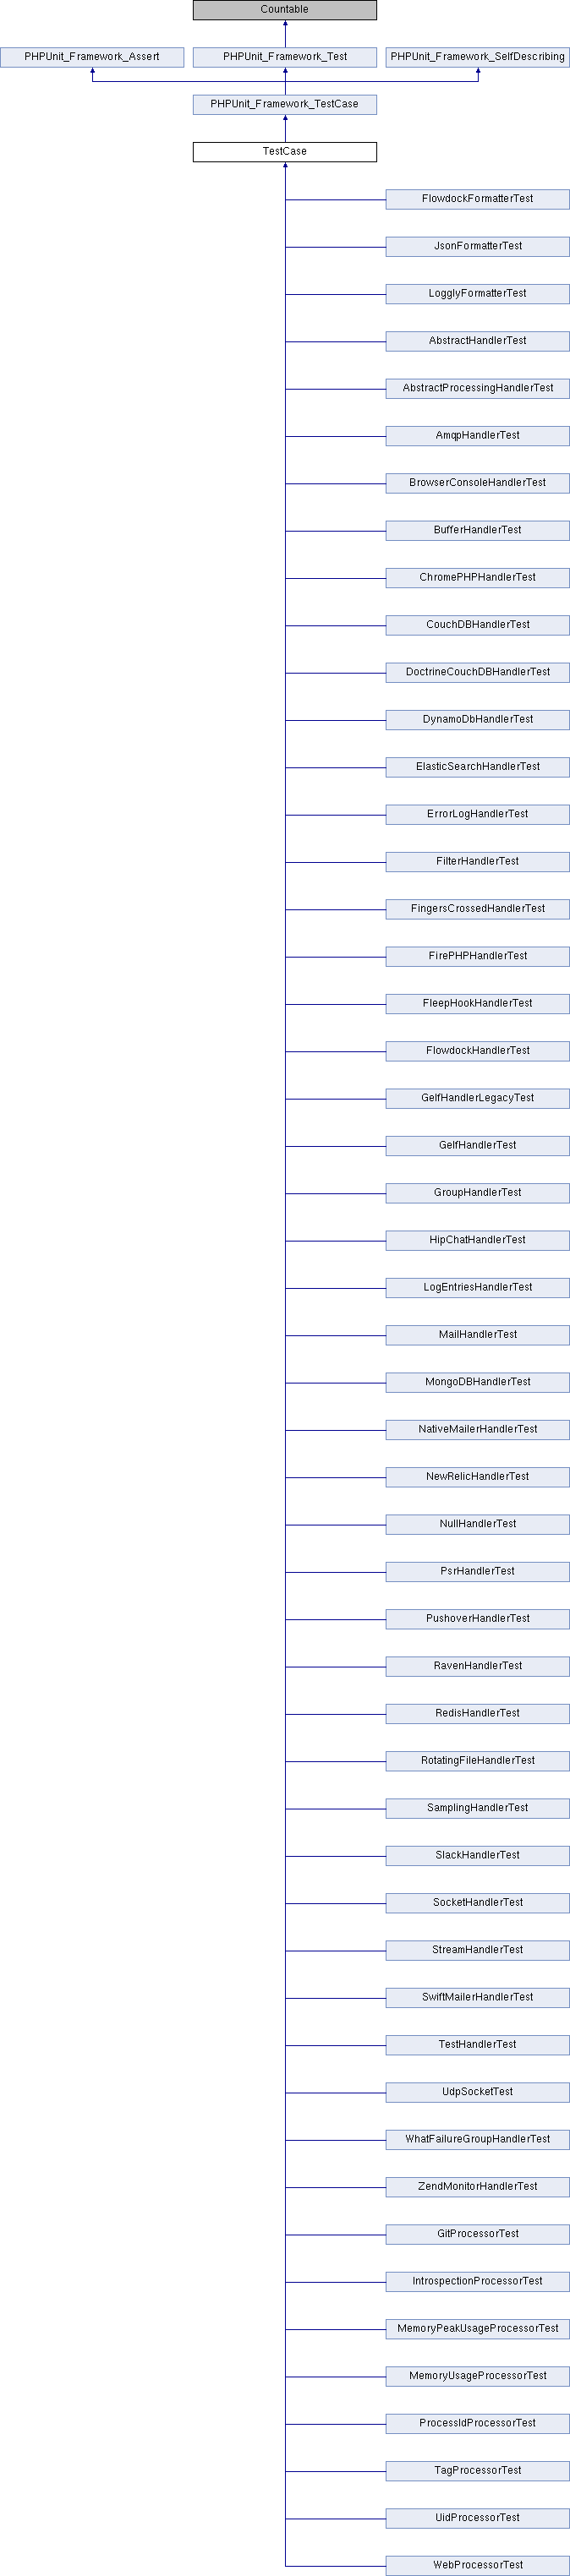 Countable
PHPUnit_Framework_Assert
PHPUnit_Framework_Test
PHPUnit_Framework_SelfDescribing
PHPUnit_Framework_TestCase
TestCase
FlowdockFormatterTest
JsonFormatterTest
LogglyFormatterTest
AbstractHandlerTest
AbstractProcessingHandlerTest
AmqpHandlerTest
BrowserConsoleHandlerTest
BufferHandlerTest
ChromePHPHandlerTest
CouchDBHandlerTest
DoctrineCouchDBHandlerTest
DynamoDbHandlerTest
ElasticSearchHandlerTest
ErrorLogHandlerTest
FilterHandlerTest
FingersCrossedHandlerTest
FirePHPHandlerTest
FleepHookHandlerTest
FlowdockHandlerTest
GelfHandlerLegacyTest
GelfHandlerTest
GroupHandlerTest
HipChatHandlerTest
LogEntriesHandlerTest
MailHandlerTest
MongoDBHandlerTest
NativeMailerHandlerTest
NewRelicHandlerTest
NullHandlerTest
PsrHandlerTest
PushoverHandlerTest
RavenHandlerTest
RedisHandlerTest
RotatingFileHandlerTest
SamplingHandlerTest
SlackHandlerTest
SocketHandlerTest
StreamHandlerTest
SwiftMailerHandlerTest
TestHandlerTest
UdpSocketTest
WhatFailureGroupHandlerTest
ZendMonitorHandlerTest
GitProcessorTest
IntrospectionProcessorTest
MemoryPeakUsageProcessorTest
MemoryUsageProcessorTest
ProcessIdProcessorTest
TagProcessorTest
UidProcessorTest
WebProcessorTest